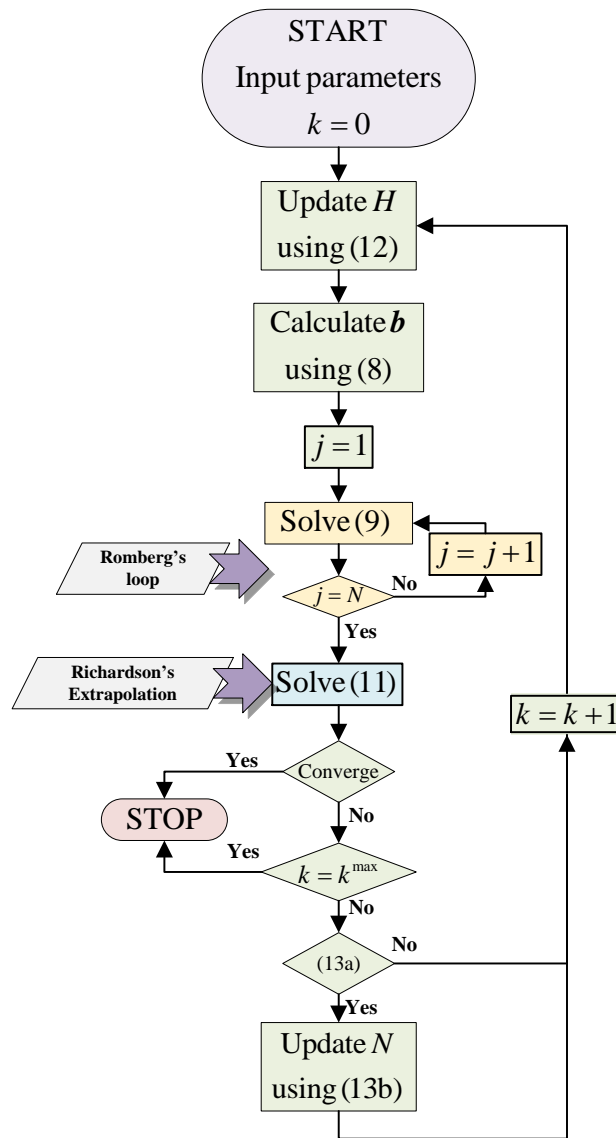 START
Input parameters
k = 0
Update H
using (12)
Calculate b
using (8)
j = 1
Solve (9)
j = j + 1
Romberg's
loop
j = N
No
Yes
Richardson's
Extrapolation
Solve (11)
k = k + 1
Yes
Converge
No
STOP
Yes
k = k^max
No
(13a)
No
Yes
Update N
using (13b)